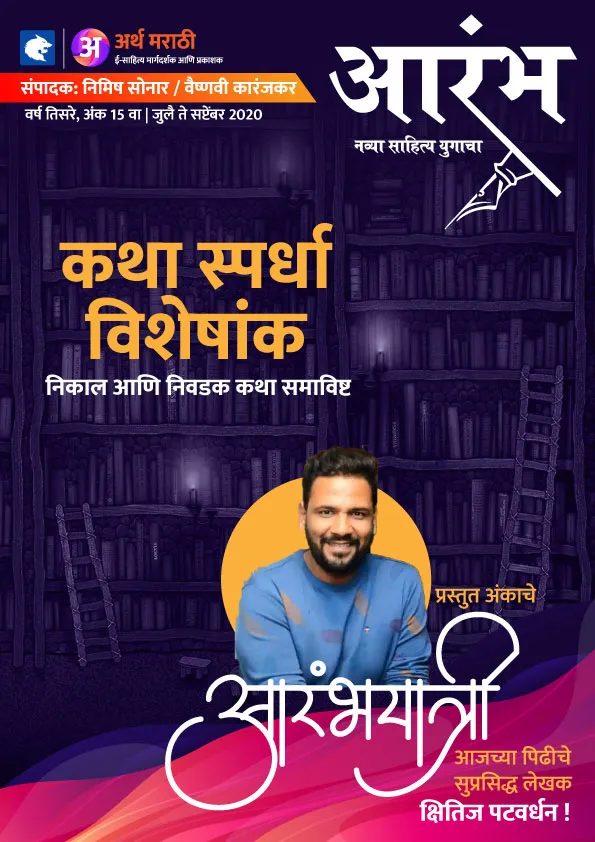 अ
अर्थ मराठी
ई-साहित्य मार्गदर्शक आणि प्रकाशक
संपादक: निमिष सोनार / वैष्णवी कारंजकर
वर्ष तिसरे, अंक 15 वा | जुलै ते सप्टेंबर 2020
आरंभ
नव्या साहित्य युगाचा
कथा स्पर्धा
विशेषांक
निकाल आणि निवडक कथा समाविष्ट
प्रस्तुत अंकाचे
आरंभयात्री
आजच्या पिढीचे
सुप्रसिद्ध लेखक
क्षितिज पटवर्धन !